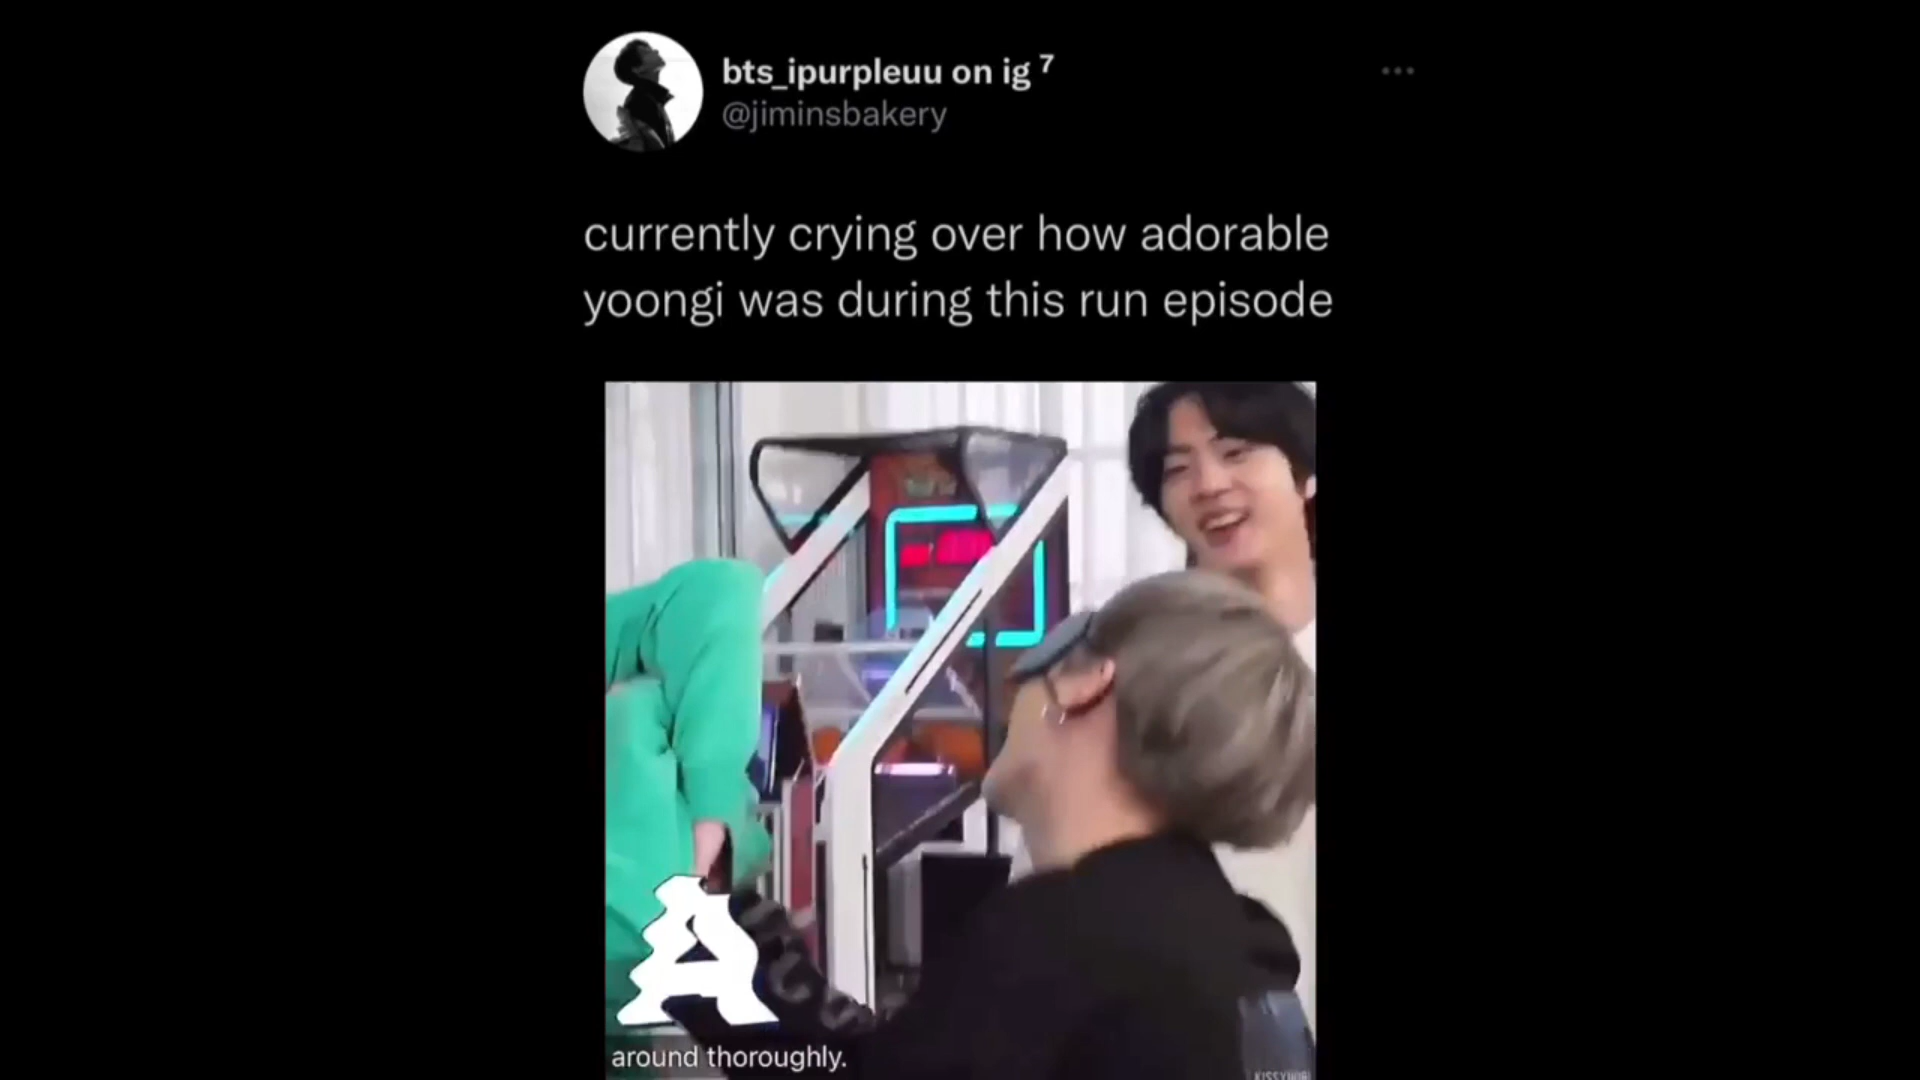 bts_ipurpleuu on ig ⁷
@jiminsbakery
currently crying over how adorable
yoongi was during this run episode
A
around thoroughly.